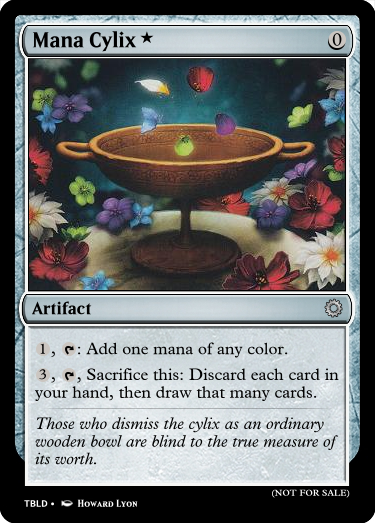 Mana Cylix ★ 0
Artifact
1, T: Add one mana of any color.
3, T, Sacrifice this: Discard each card in
your hand, then draw that many cards.
Those who dismiss the cylix as an ordinary
wooden bowl are blind to the true measure of
its worth.
(NOT FOR SALE)
TBLD • Howard Lyon